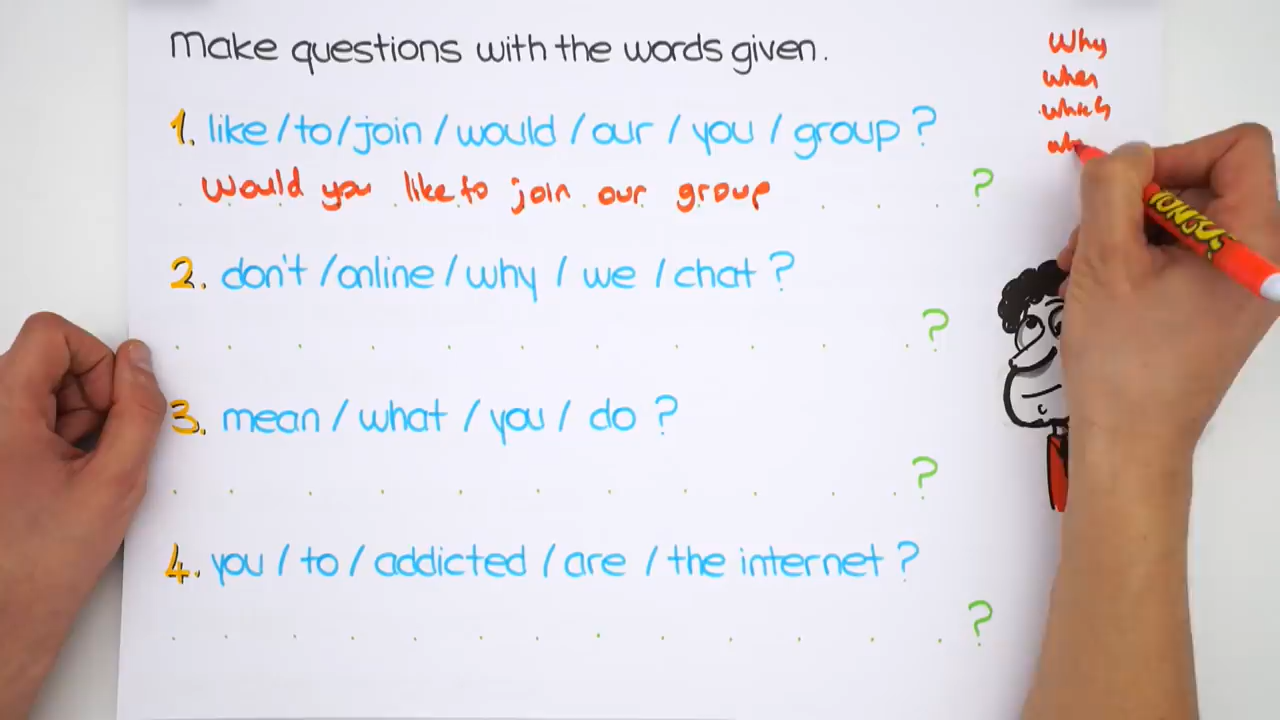 Make questions with the words given.
1. like / to / join / would / our / you / group ?
Would you like to join our group ?
2. don't / online / why / we / chat ?
?
3. mean / what / you / do ?
?
4. you / to / addicted / are / the internet ?
?
Why
when
which